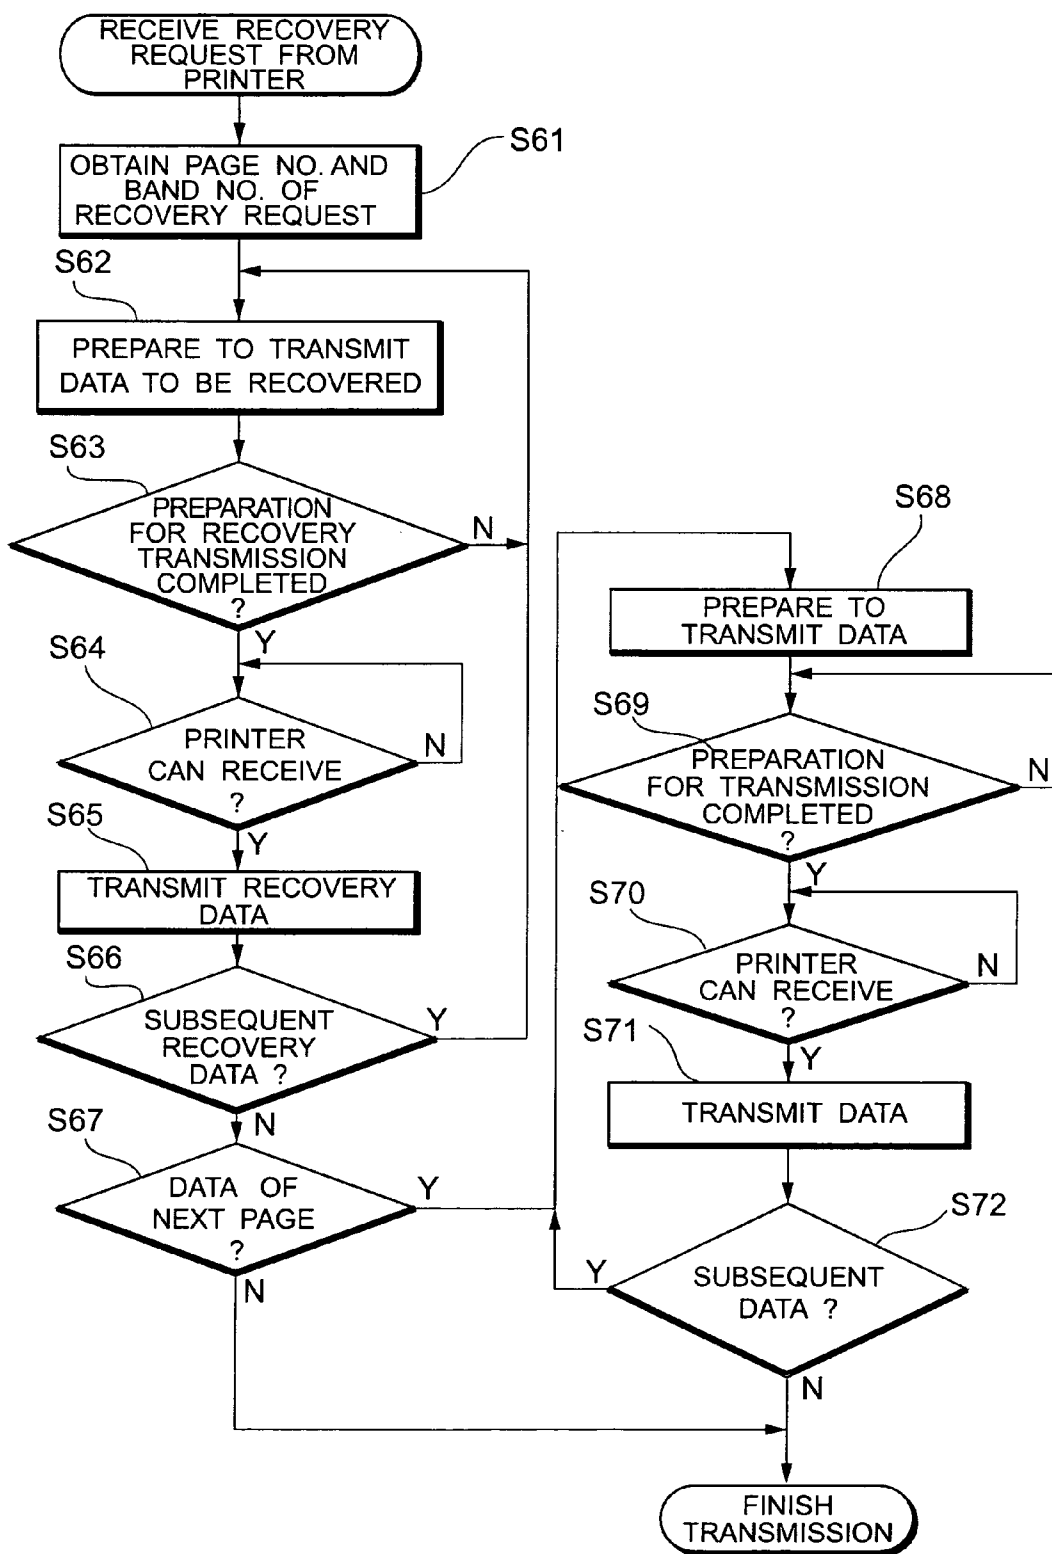 RECEIVE RECOVERY
REQUEST FROM
PRINTER
S61
OBTAIN PAGE NO. AND
BAND NO. OF
RECOVERY REQUEST
S62
PREPARE TO TRANSMIT
DATA TO BE RECOVERED
S63
PREPARATION
FOR RECOVERY
TRANSMISSION
COMPLETED
?
N
Y
S64
PRINTER
CAN RECEIVE
?
N
Y
S65
TRANSMIT RECOVERY
DATA
S66
SUBSEQUENT
RECOVERY
DATA ?
Y
N
S67
DATA OF
NEXT PAGE
?
Y
N
S68
PREPARE TO
TRANSMIT DATA
S69
PREPARATION
FOR TRANSMISSION
COMPLETED
?
N
Y
S70
PRINTER
CAN RECEIVE
?
N
Y
S71
TRANSMIT DATA
S72
SUBSEQUENT
DATA ?
Y
N
FINISH
TRANSMISSION